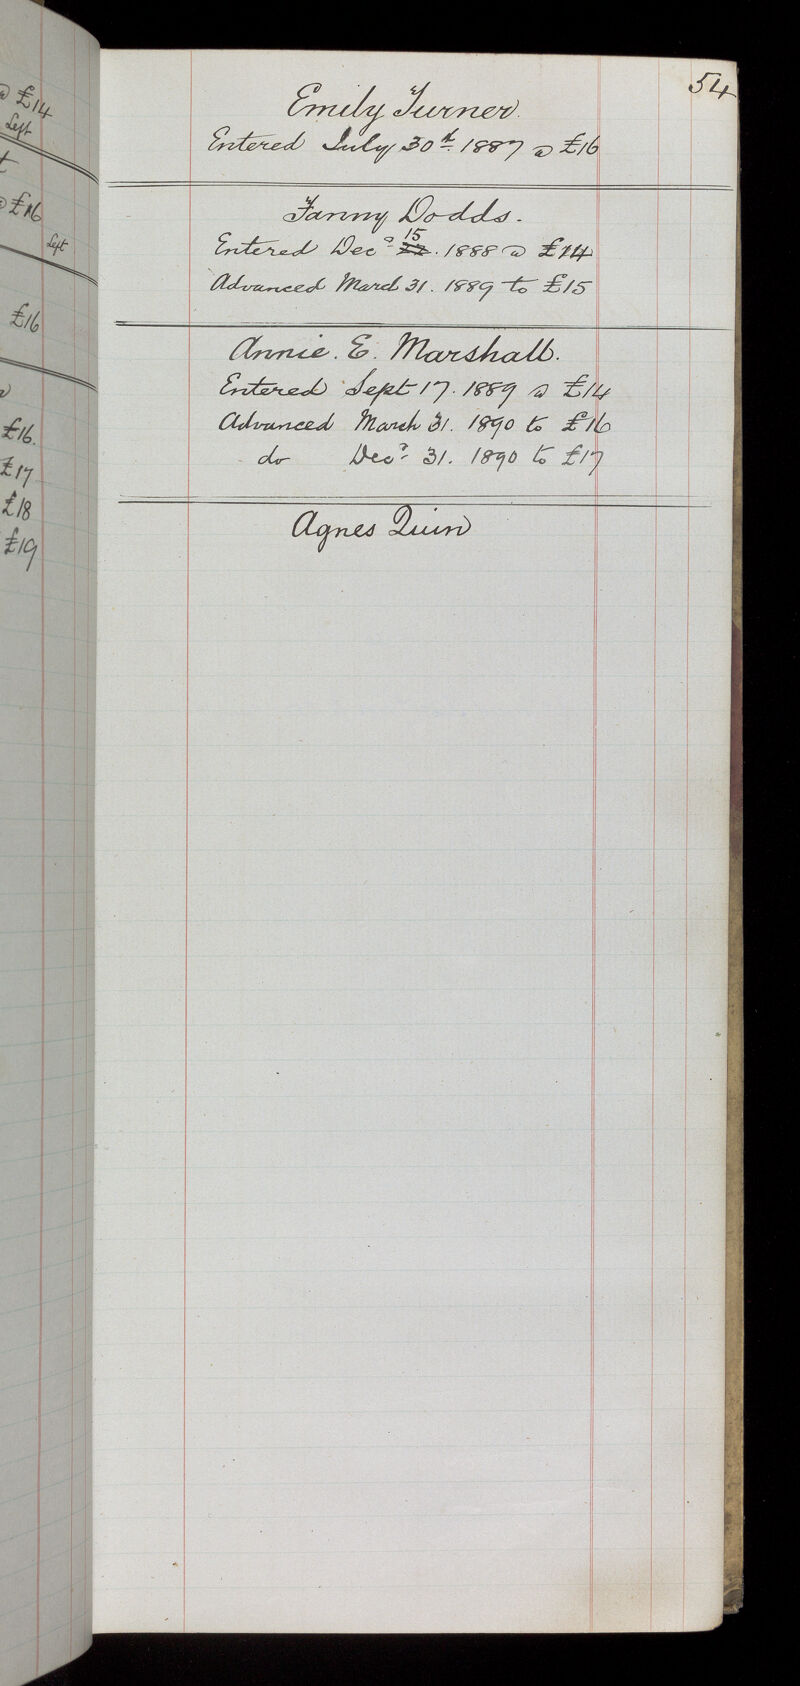 @ £14
Left
@ £16
Left
£16
£16.
£17
£18
£19
54
Emily Turner.
Entered July 30th. 1887 @ £16
Fanny Dodds.
15
Entered Decr 22. 1888 @ £14
Advanced March 31. 1889 to £15
Annie. E. Marshall.
Entered Sept 17. 1889 @ £14
Advanced March 31. 1890 to £16
do Decr 31. 1890 to £17
Agnes Quin